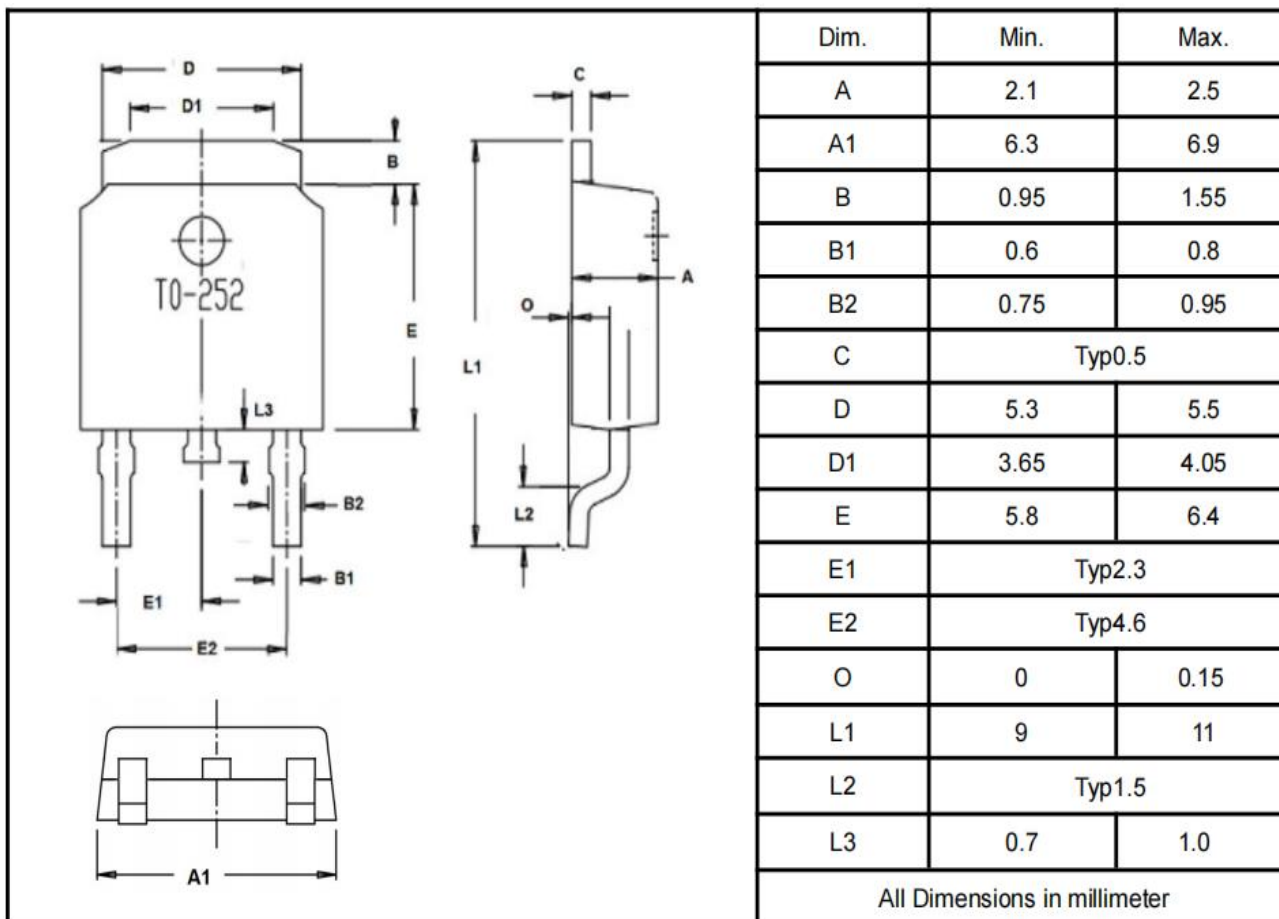 D
D1
C
B
TO-252
A
O
E
L1
L3
L2
B2
B1
E1
E2
A1
Dim. Min. Max.
A 2.1 2.5
A1 6.3 6.9
B 0.95 1.55
B1 0.6 0.8
B2 0.75 0.95
C Typ0.5
D 5.3 5.5
D1 3.65 4.05
E 5.8 6.4
E1 Typ2.3
E2 Typ4.6
O 0 0.15
L1 9 11
L2 Typ1.5
L3 0.7 1.0
All Dimensions in millimeter